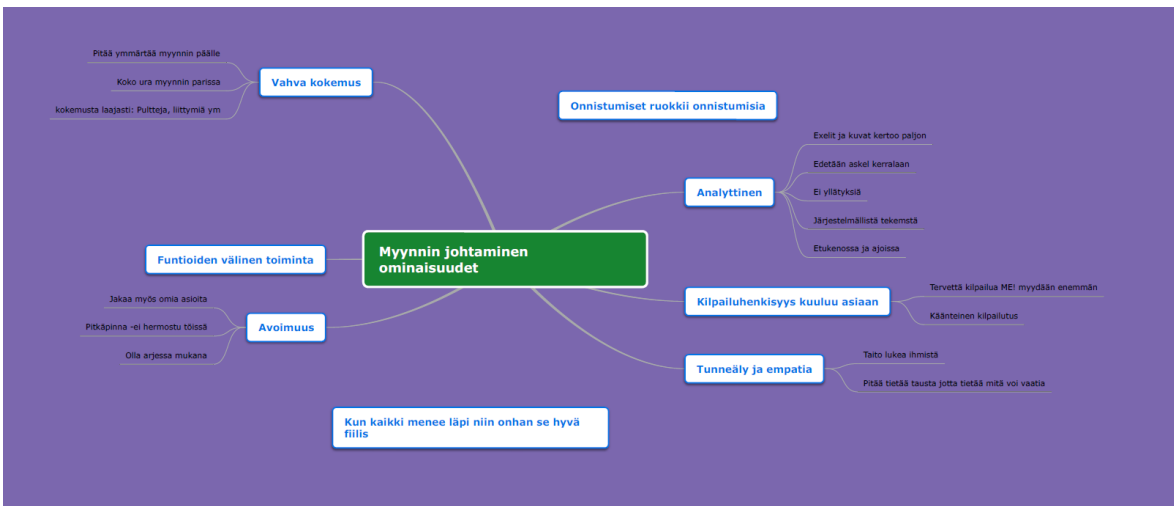 Pitää ymmärtää myynnin päälle
Koko ura myynnin parissa
kokemusta laajasti: Pultteja, liittymiä ym
Vahva kokemus
Onnistumiset ruokkii onnistumisia
Exelit ja kuvat kertoo paljon
Edetään askel kerralaan
Ei yllätyksiä
Järjestelmällistä tekemstä
Etukenossa ja ajoissa
Analyttinen
Myynnin johtaminen
ominaisuudet
Funtioiden välinen toiminta
Jakaa myös omia asioita
Pitkäpinna -ei hermostu töissä
Olla arjessa mukana
Avoimuus
Kilpailuhenkisyys kuuluu asiaan
Tervettä kilpailua ME! myydään enemmän
Käänteinen kilpailutus
Tunneäly ja empatia
Taito lukea ihmistä
Pitää tietää tausta jotta tietää mitä voi vaatia
Kun kaikki menee läpi niin onhan se hyvä
fiilis